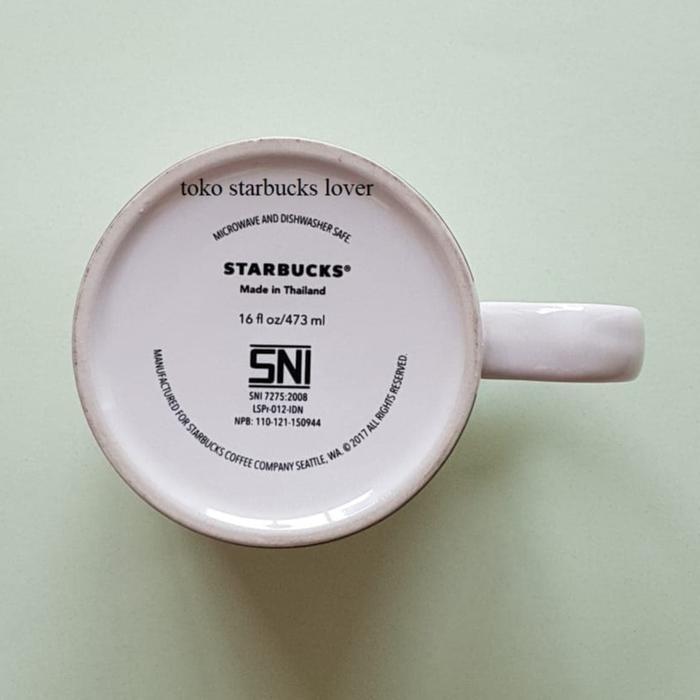 toko starbucks lover
MICROWAVE AND DISHWASHER SAFE.
STARBUCKS®
Made in Thailand
16 fl oz/473 ml
SNI
SNI 7275:2008
LSPr-012-IDN
NPB: 110-121-150944
MANUFACTURED FOR STARBUCKS COFFEE COMPANY SEATTLE, WA. © 2017 ALL RIGHTS RESERVED.